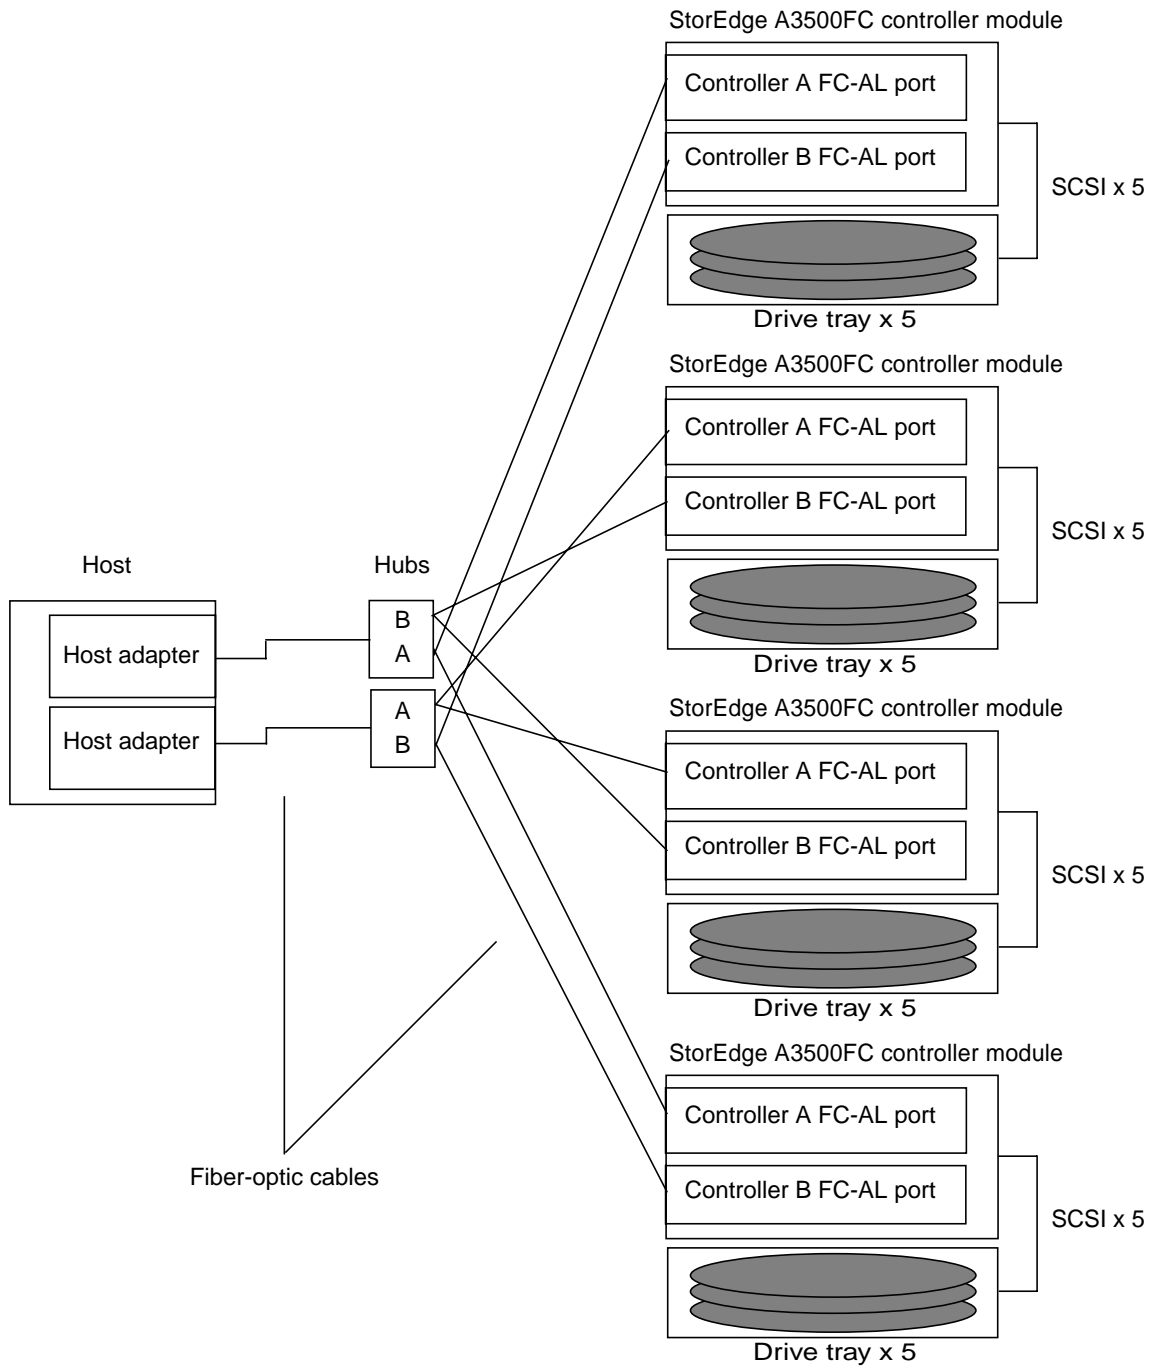 StorEdge A3500FC controller module
Controller A FC-AL port
Controller B FC-AL port
SCSI x 5
Drive tray x 5
StorEdge A3500FC controller module
Controller A FC-AL port
Controller B FC-AL port
SCSI x 5
Drive tray x 5
Host
Hubs
Host adapter
B
A
Host adapter
A
B
StorEdge A3500FC controller module
Controller A FC-AL port
Controller B FC-AL port
SCSI x 5
Drive tray x 5
StorEdge A3500FC controller module
Controller A FC-AL port
Controller B FC-AL port
SCSI x 5
Drive tray x 5
Fiber-optic cables